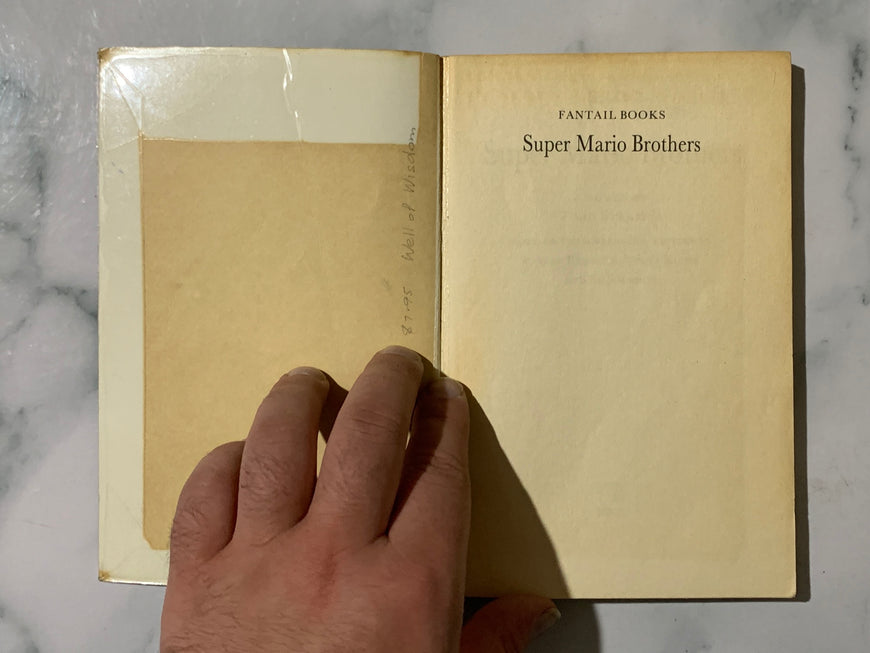 $7.95 Well of Wisdom
FANTAIL BOOKS
Super Mario Brothers